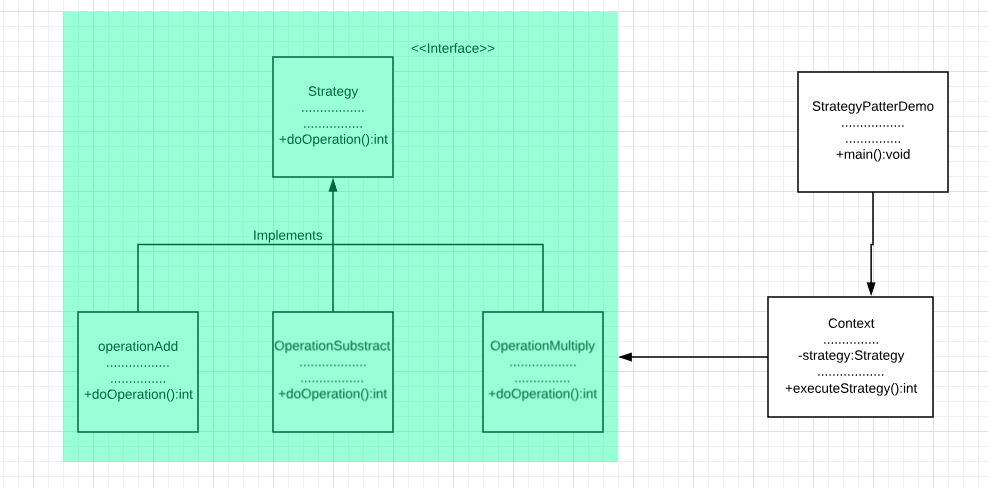 <<Interface>>
Strategy
.................
................
+doOperation():int
StrategyPatterDemo
.................
...............
+main():void
Implements
operationAdd
.................
...............
+doOperation():int
OperationSubstract
..................
.................
+doOperation():int
OperationMultiply
..................
...............
+doOperation():int
Context
...............
-strategy:Strategy
..................
+executeStrategy():int